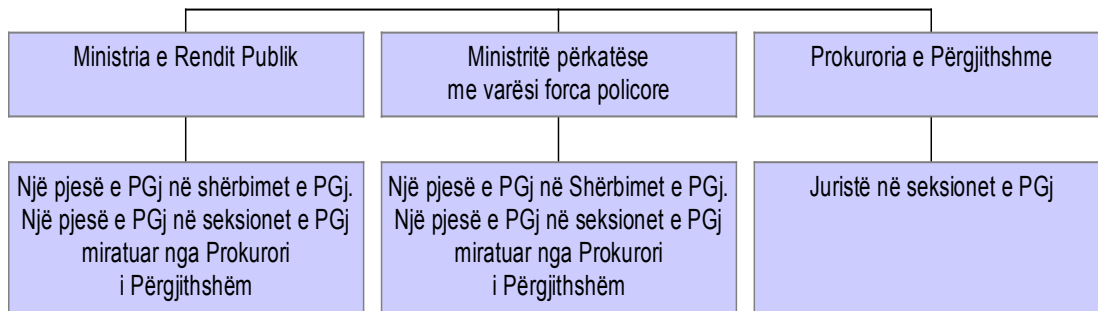 Ministria e Rendit Publik
Ministritë përkatëse
me varësi forca policore
Prokuroria e Përgjithshme
Një pjesë e PGj në shërbimet e PGj.
Një pjesë e PGj në seksionet e PGj
miratuar nga Prokurori
i Përgjithshëm
Një pjesë e PGj në Shërbimet e PGj.
Një pjesë e PGj në seksionet e PGj
miratuar nga Prokurori
i Përgjithshëm
Juristë në seksionet e PGj